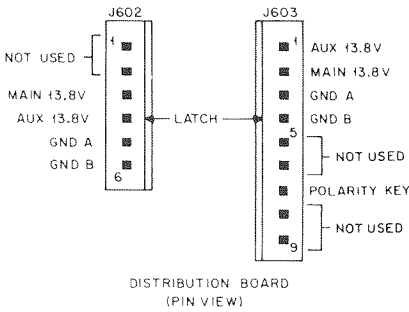 J602 J603
1 1 AUX 13.8V
NOT USED
MAIN 13.8V
MAIN 13.8V GND A
AUX 13.8V LATCH GND B
5
GND A
NOT USED
GND B
6
POLARITY KEY
NOT USED
9
DISTRIBUTION BOARD
(PIN VIEW)